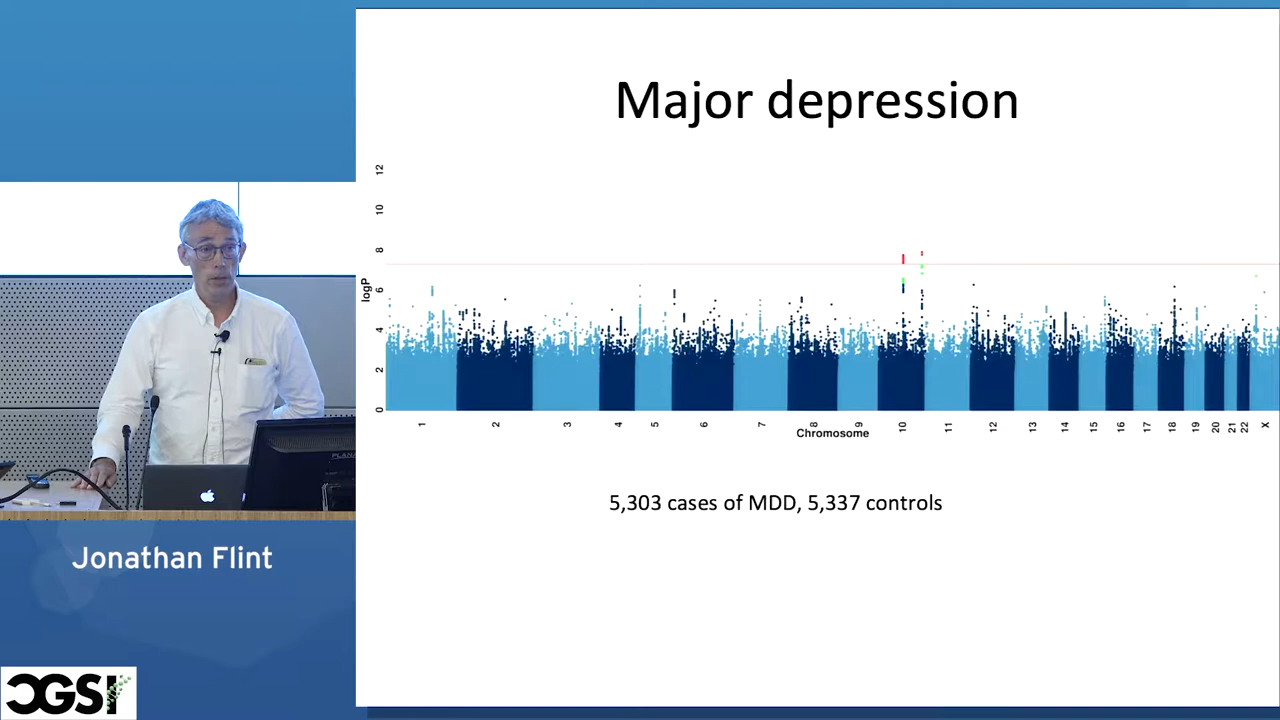 Major depression
12
10
8
6
4
2
0
logP
1 2 3 4 5 6 7 8 9 10 11 12 13 14 15 16 17 18 19 20 21 22 X
Chromosome
5,303 cases of MDD, 5,337 controls
PLANA
Jonathan Flint
CGSI